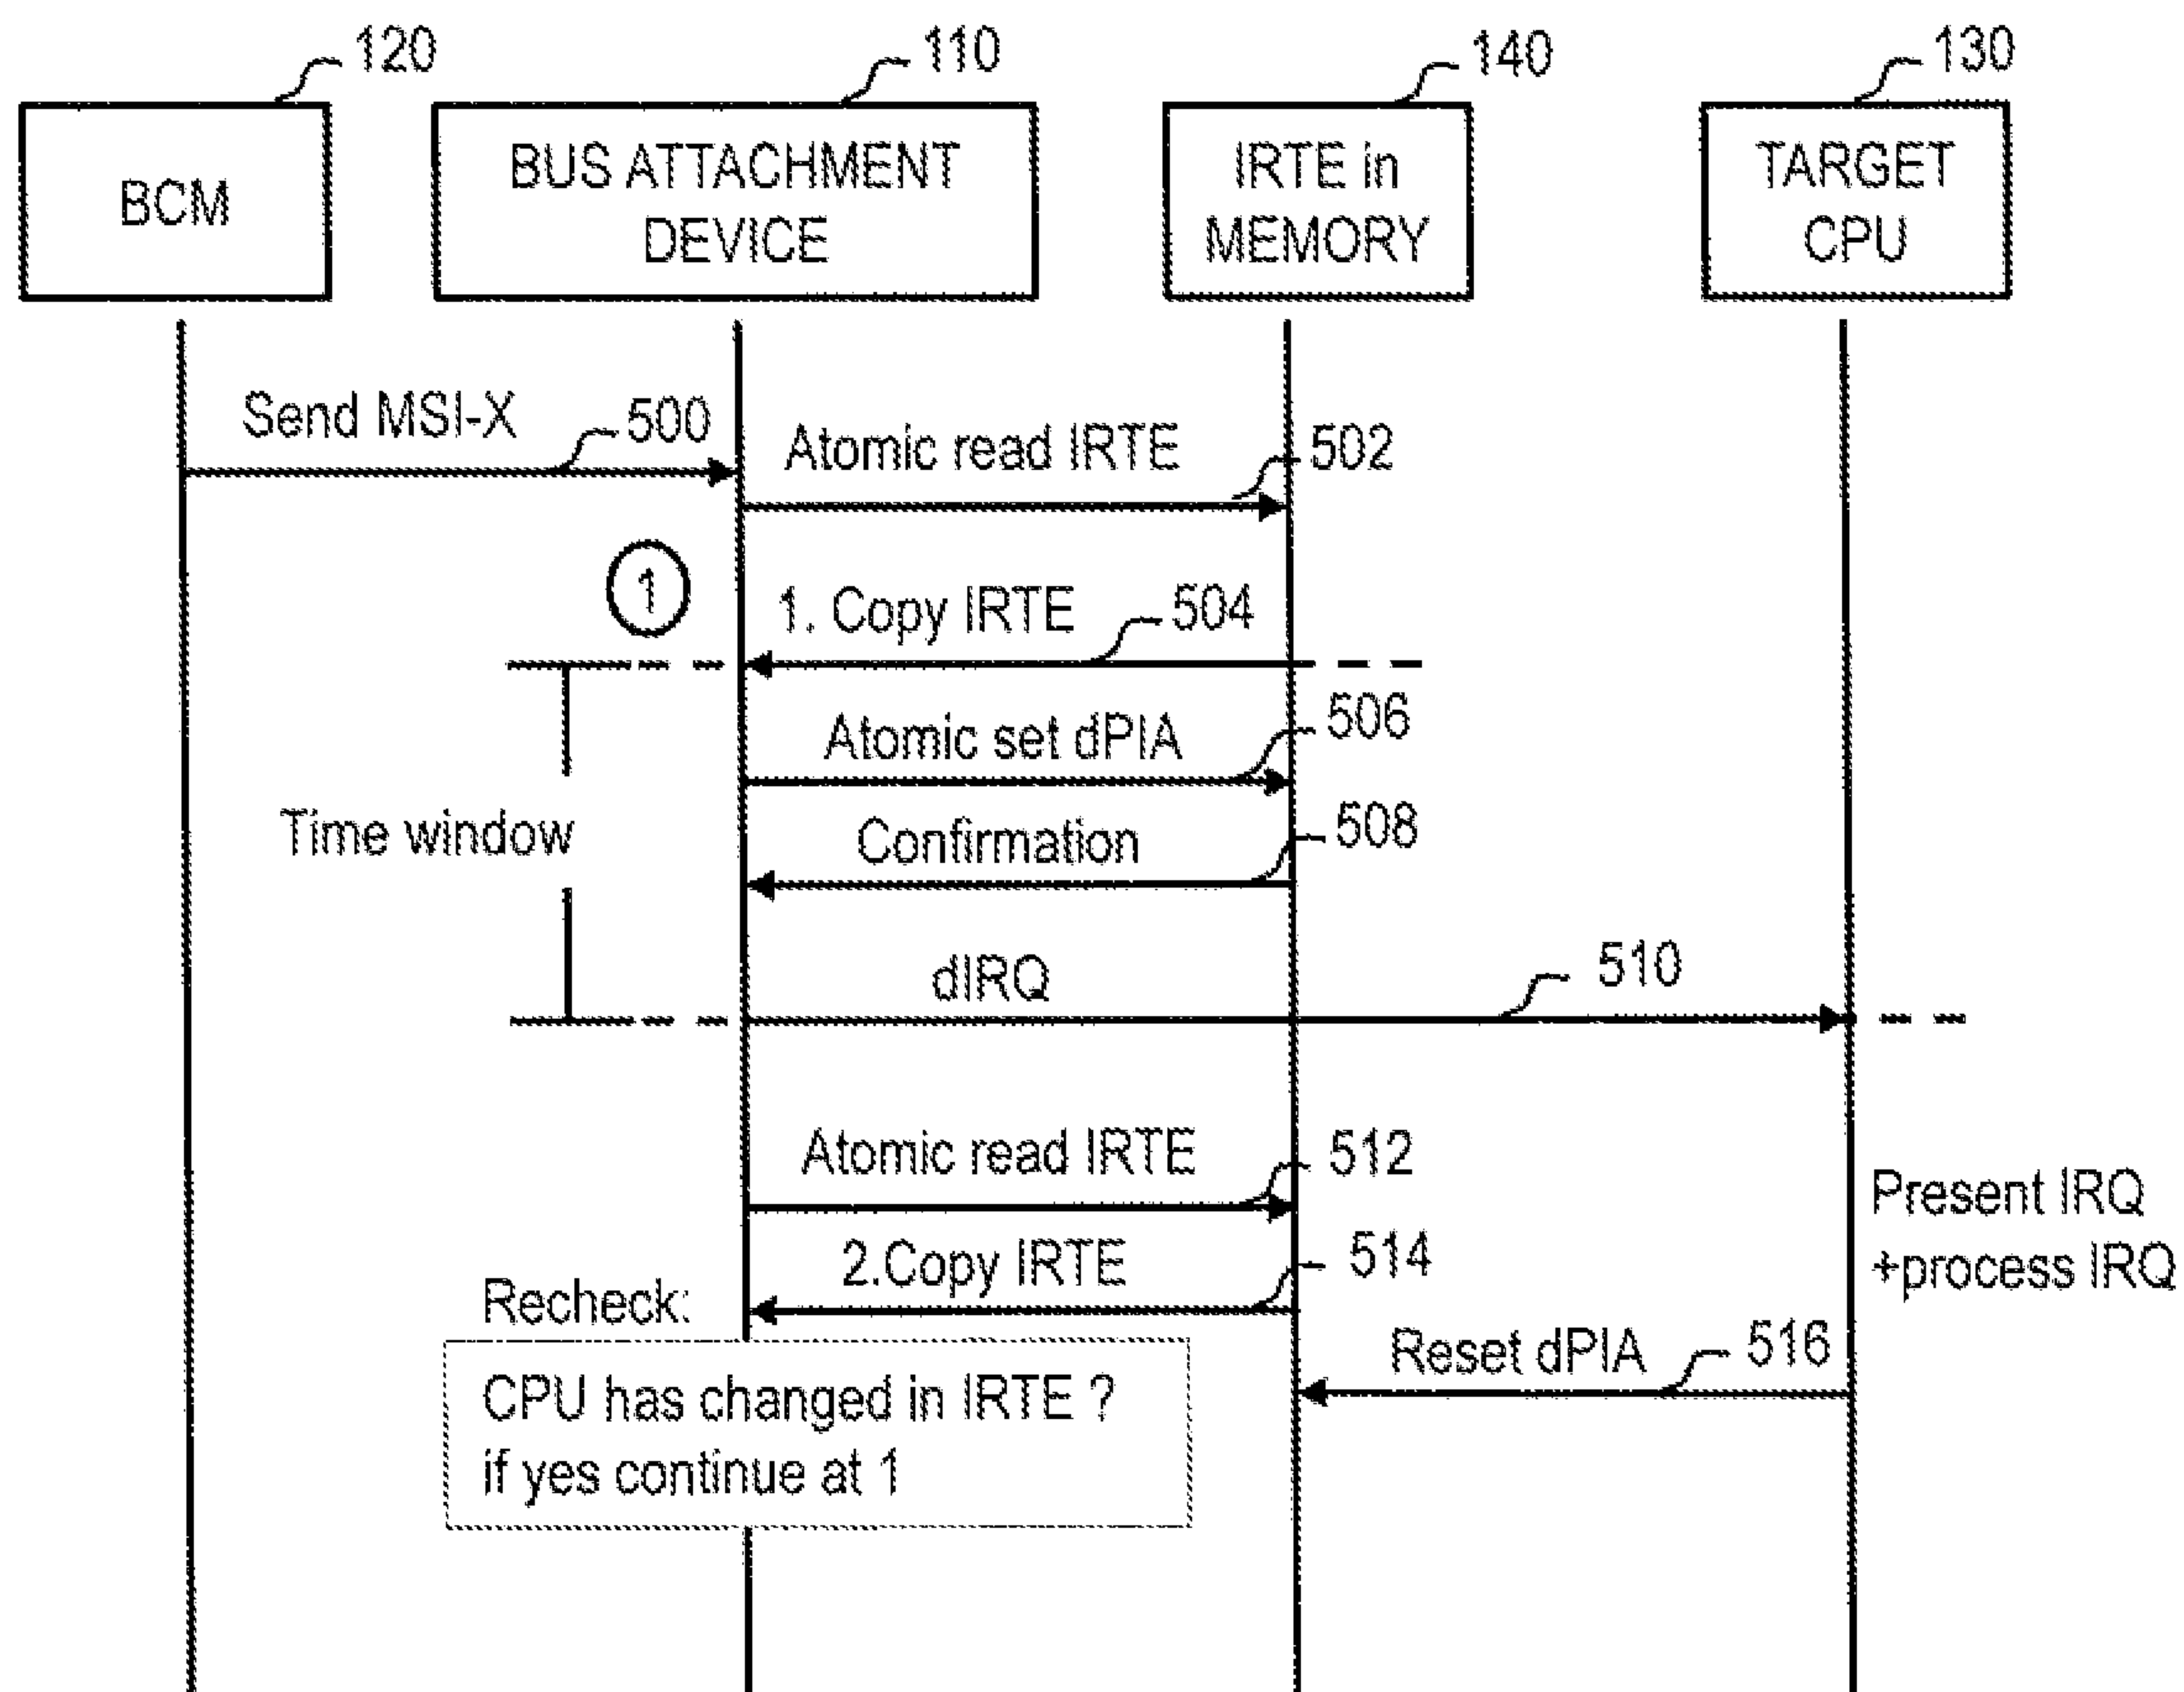 120
110
140
130
BCM
BUS ATTACHMENT
DEVICE
IRTE in
MEMORY
TARGET
CPU
Send MSI-X
500
Atomic read IRTE
502
1
1. Copy IRTE
504
Atomic set dPIA
506
Time window
Confirmation
508
dIRQ
510
Atomic read IRTE
512
Present IRQ
+process IRQ
2.Copy IRTE
514
Recheck:
Reset dPIA
516
CPU has changed in IRTE ?
if yes continue at 1